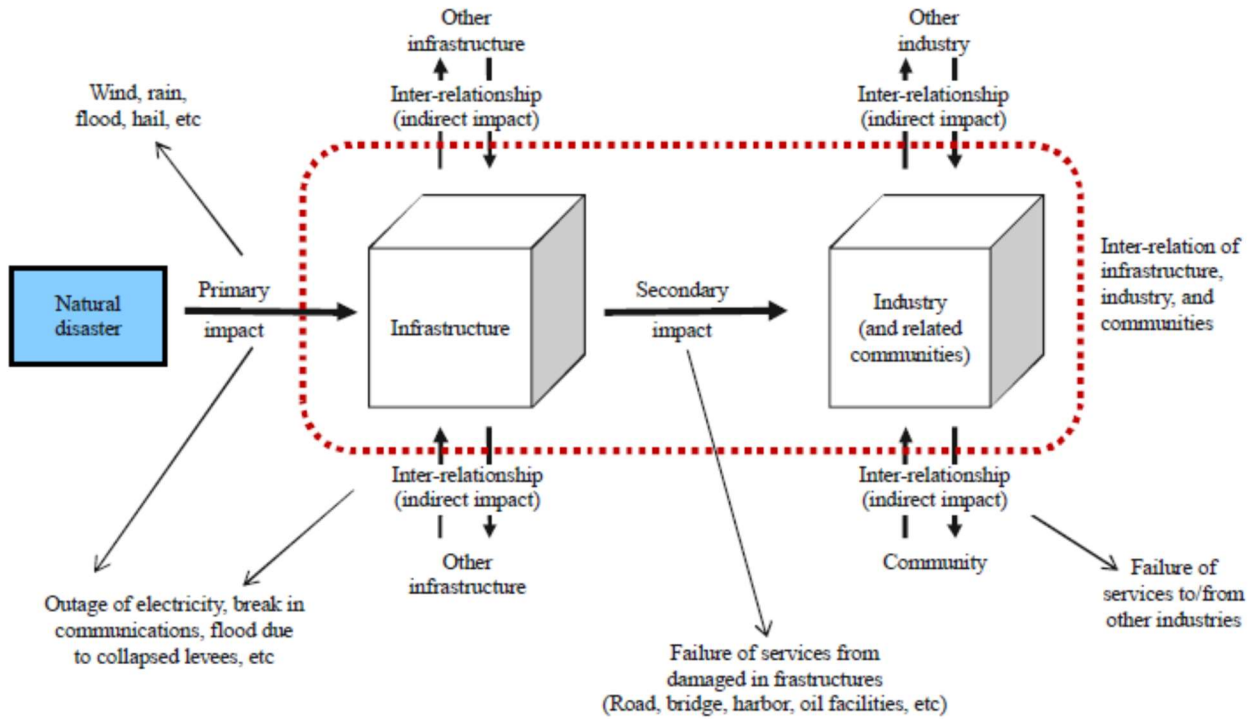 Other
infrastructure
Other
industry
Inter-relationship
(indirect impact)
Inter-relationship
(indirect impact)
Wind, rain,
flood, hail, etc
Natural
disaster
Primary
impact
Infrastructure
Secondary
impact
Industry
(and related
communities)
Inter-relation of
infrastructure,
industry, and
communities
Inter-relationship
(indirect impact)
Inter-relationship
(indirect impact)
Other
infrastructure
Community
Outage of electricity, break in
communications, flood due
to collapsed levees, etc
Failure of services from
damaged in frastructures
(Road, bridge, harbor, oil facilities, etc)
Failure of
services to/from
other industries